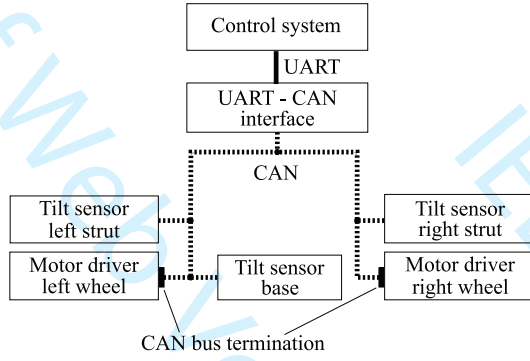 Control system
UART
UART - CAN
interface
CAN
Tilt sensor
left strut
Tilt sensor
right strut
Motor driver
left wheel
Tilt sensor
base
Motor driver
right wheel
CAN bus termination